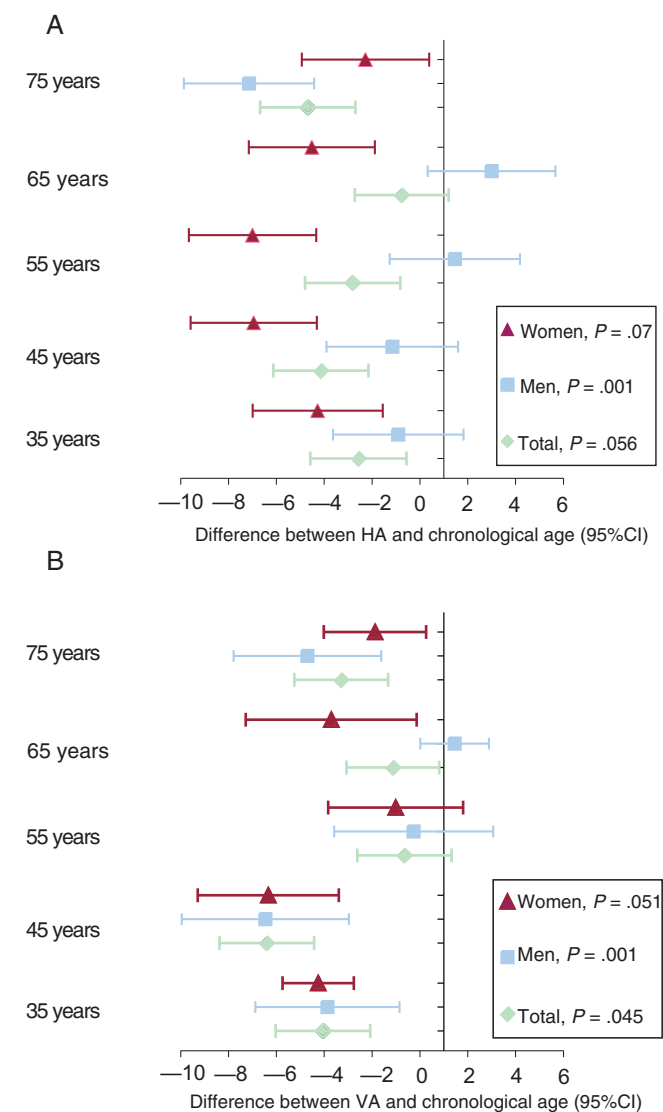 A
75 years
65 years
55 years
45 years
35 years
Women, P = .07
Men, P = .001
Total, P = .056
—10 —8 —6 —4 —2 0 2 4 6
Difference between HA and chronological age (95%CI)
B
75 years
65 years
55 years
45 years
35 years
Women, P = .051
Men, P = .001
Total, P = .045
—10 —8 —6 —4 —2 0 2 4 6
Difference between VA and chronological age (95%CI)